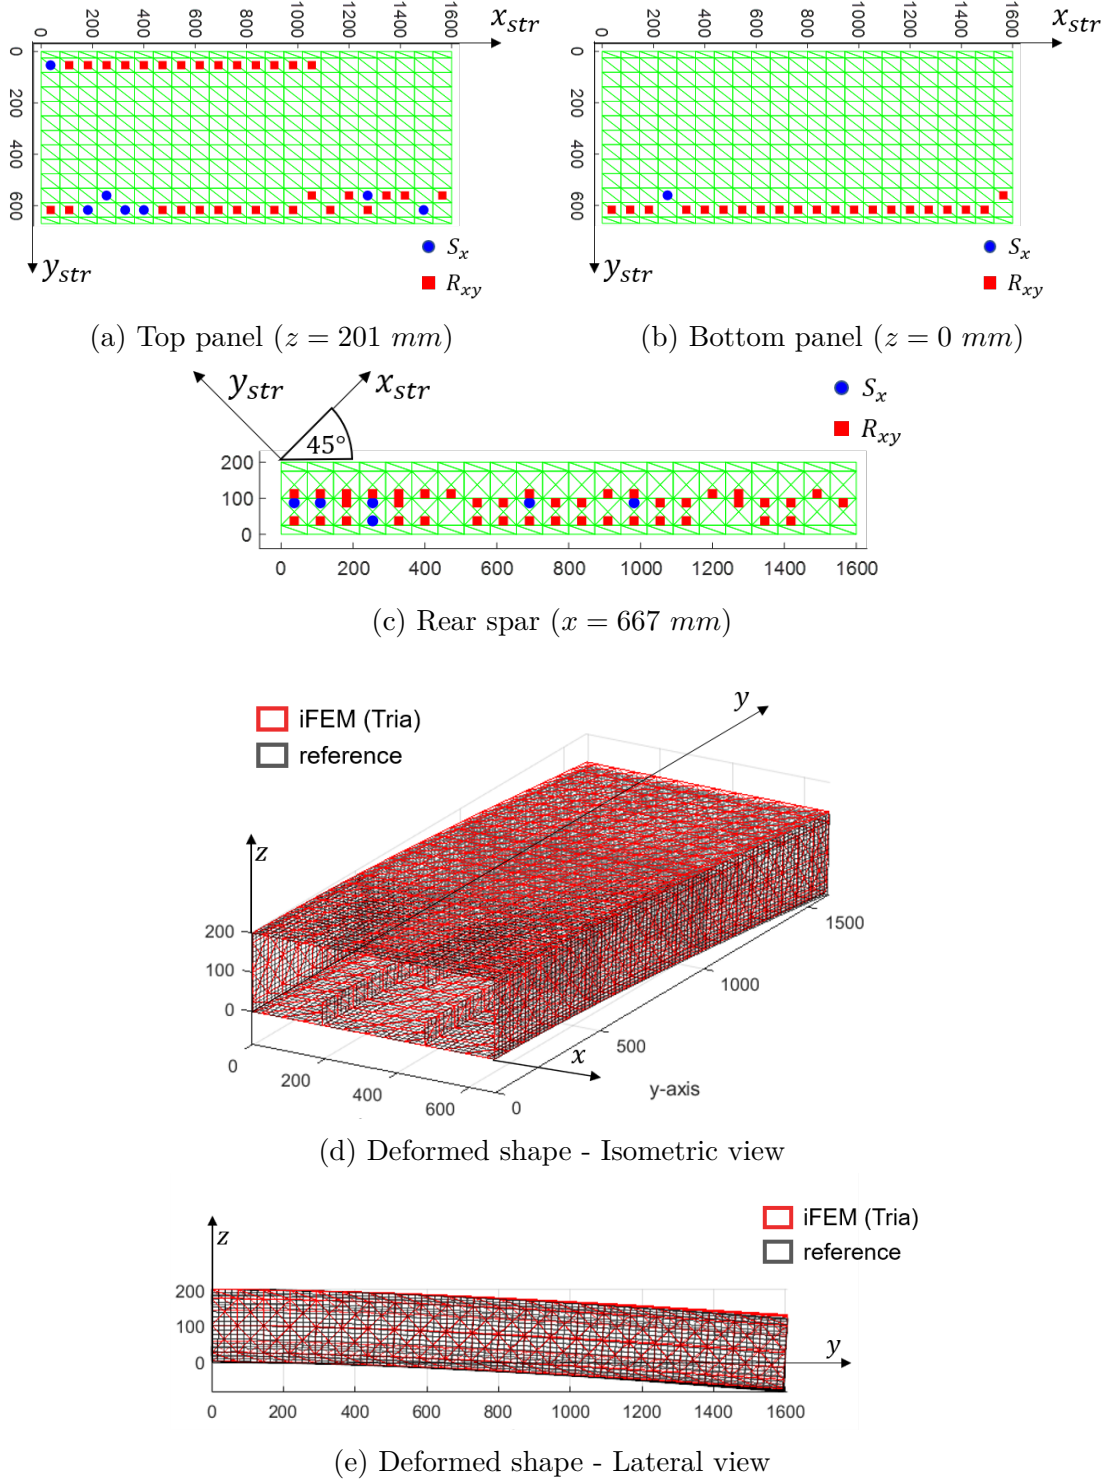 0 200 400 600 800 1000 1200 1400 1600 x_str
0
200
400
600
y_str
S_x
R_xy
(a) Top panel (z = 201 mm)
0 200 400 600 800 1000 1200 1400 1600 x_str
0
200
400
600
y_str
S_x
R_xy
(b) Bottom panel (z = 0 mm)
y_str x_str
45°
S_x
R_xy
200
100
0
0 200 400 600 800 1000 1200 1400 1600
(c) Rear spar (x = 667 mm)
iFEM (Tria)
reference
y
z
200
100
0
0 200 400 600
x
0 500 1000 1500
y-axis
(d) Deformed shape - Isometric view
iFEM (Tria)
reference
z
200
100
0
y
0 200 400 600 800 1000 1200 1400 1600
(e) Deformed shape - Lateral view